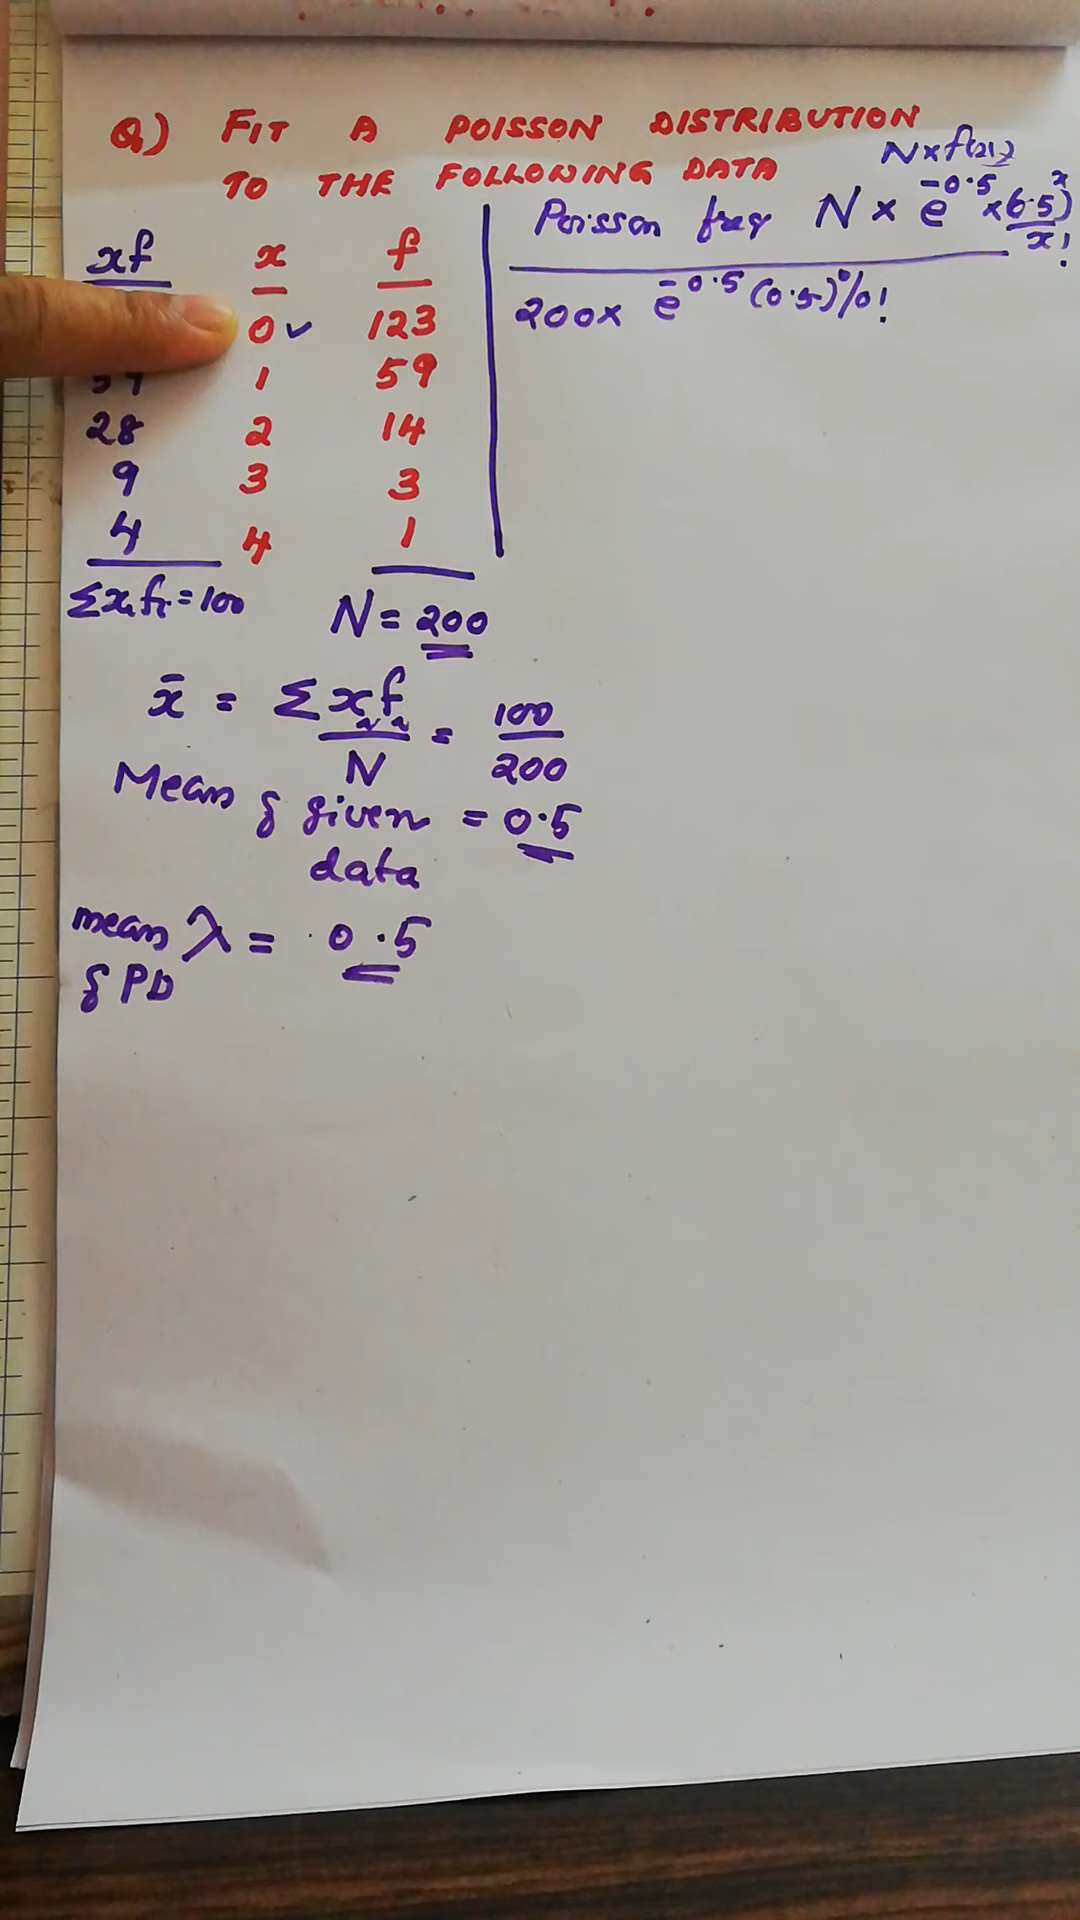 Q) FIT A POISSON DISTRIBUTION
TO THE FOLLOWING DATA
N×f(x)
Poisson freq N × e^-0.5 × (0.5)^x / x!
xf x f
0 ✓ 123
200× e^-0.5 (0.5)^0/0!
59 1 59
28 2 14
9 3 3
4 4 1
Σxifi=100 N=200
x̄ = Σxf/N = 100/200
Mean of given data = 0.5
mean of PD λ = 0.5